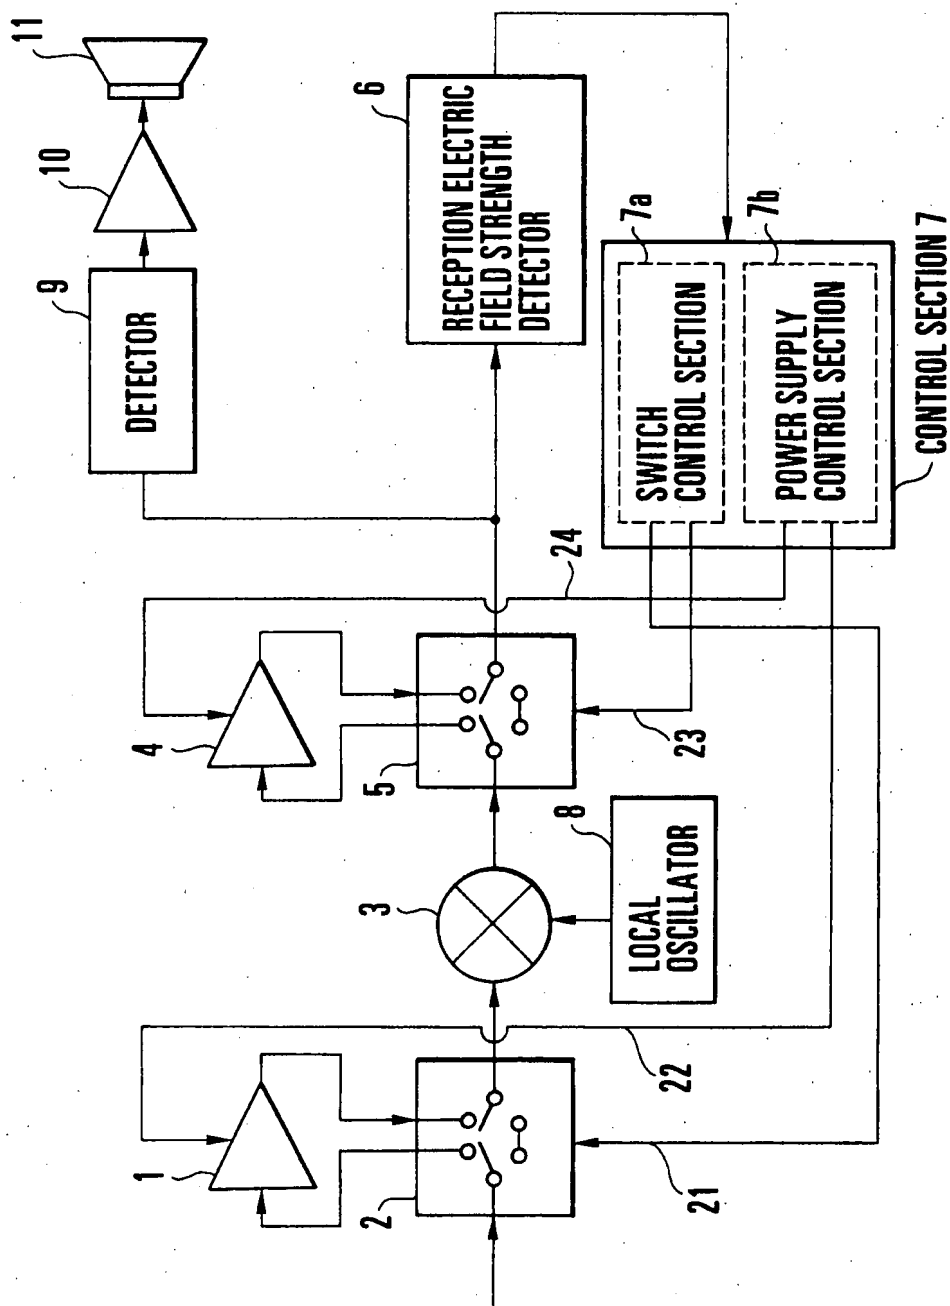 11
10
9
DETECTOR
6
RECEPTION ELECTRIC
FIELD STRENGTH
DETECTOR
7a
SWITCH
CONTROL SECTION
7b
POWER SUPPLY
CONTROL SECTION
CONTROL SECTION 7
24
4
5
23
3
8
LOCAL
OSCILLATOR
22
1
2
21